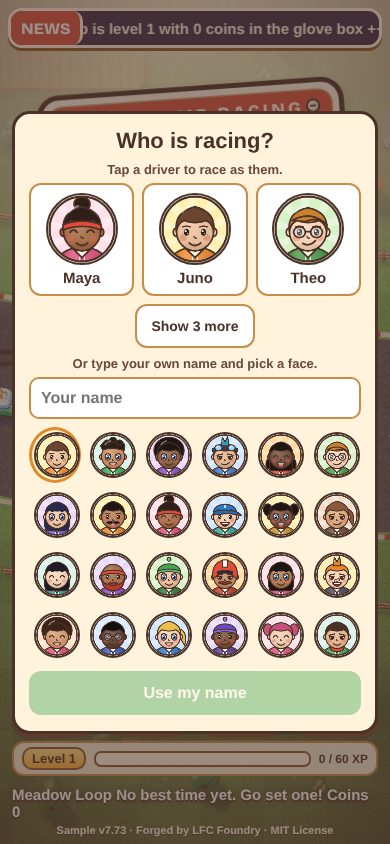 NEWS
is level 1 with 0 coins in the glove box
RACING
Who is racing?
Tap a driver to race as them.
Maya
Juno
Theo
Show 3 more
Or type your own name and pick a face.
Your name
Use my name
Level 1
0 / 60 XP
Meadow Loop No best time yet. Go set one! Coins
0
Sample v7.73 · Forged by LFC Foundry · MIT License